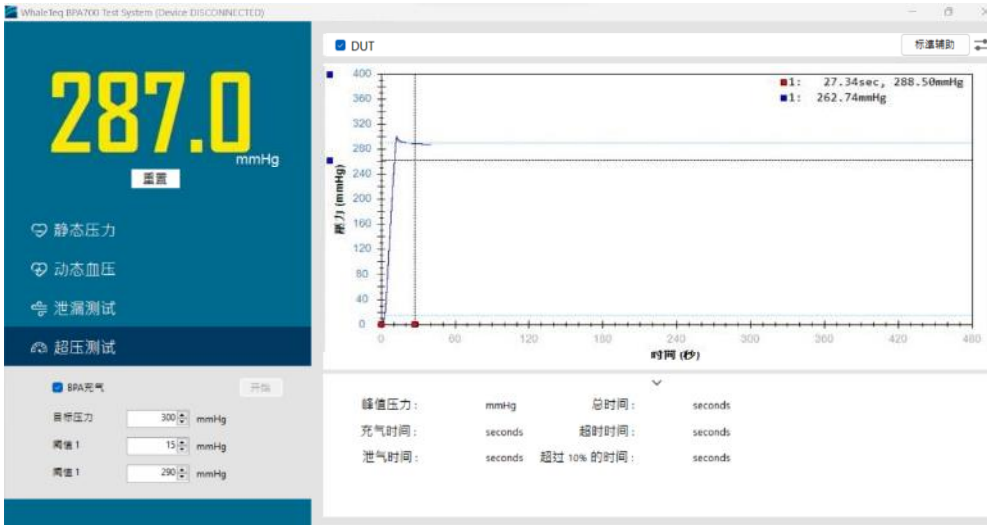 WhaleTeq BPA700 Test System (Device DISCONNECTED)
287.0
mmHg
重置
静态压力
动态血压
泄漏测试
超压测试
BPA充气
开始
目标压力 300 mmHg
阈值 1 15 mmHg
阈值 1 290 mmHg
DUT
标准辅助
1: 27.34sec, 288.50mmHg
1: 262.74mmHg
压力 (mmHg)
400
360
320
280
240
200
160
120
80
40
0
0 60 120 180 240 300 360 420 480
时间 (秒)
峰值压力 : mmHg 总时间 : seconds
充气时间 : seconds 超时时间 : seconds
泄气时间 : seconds 超过 10% 的时间 : seconds